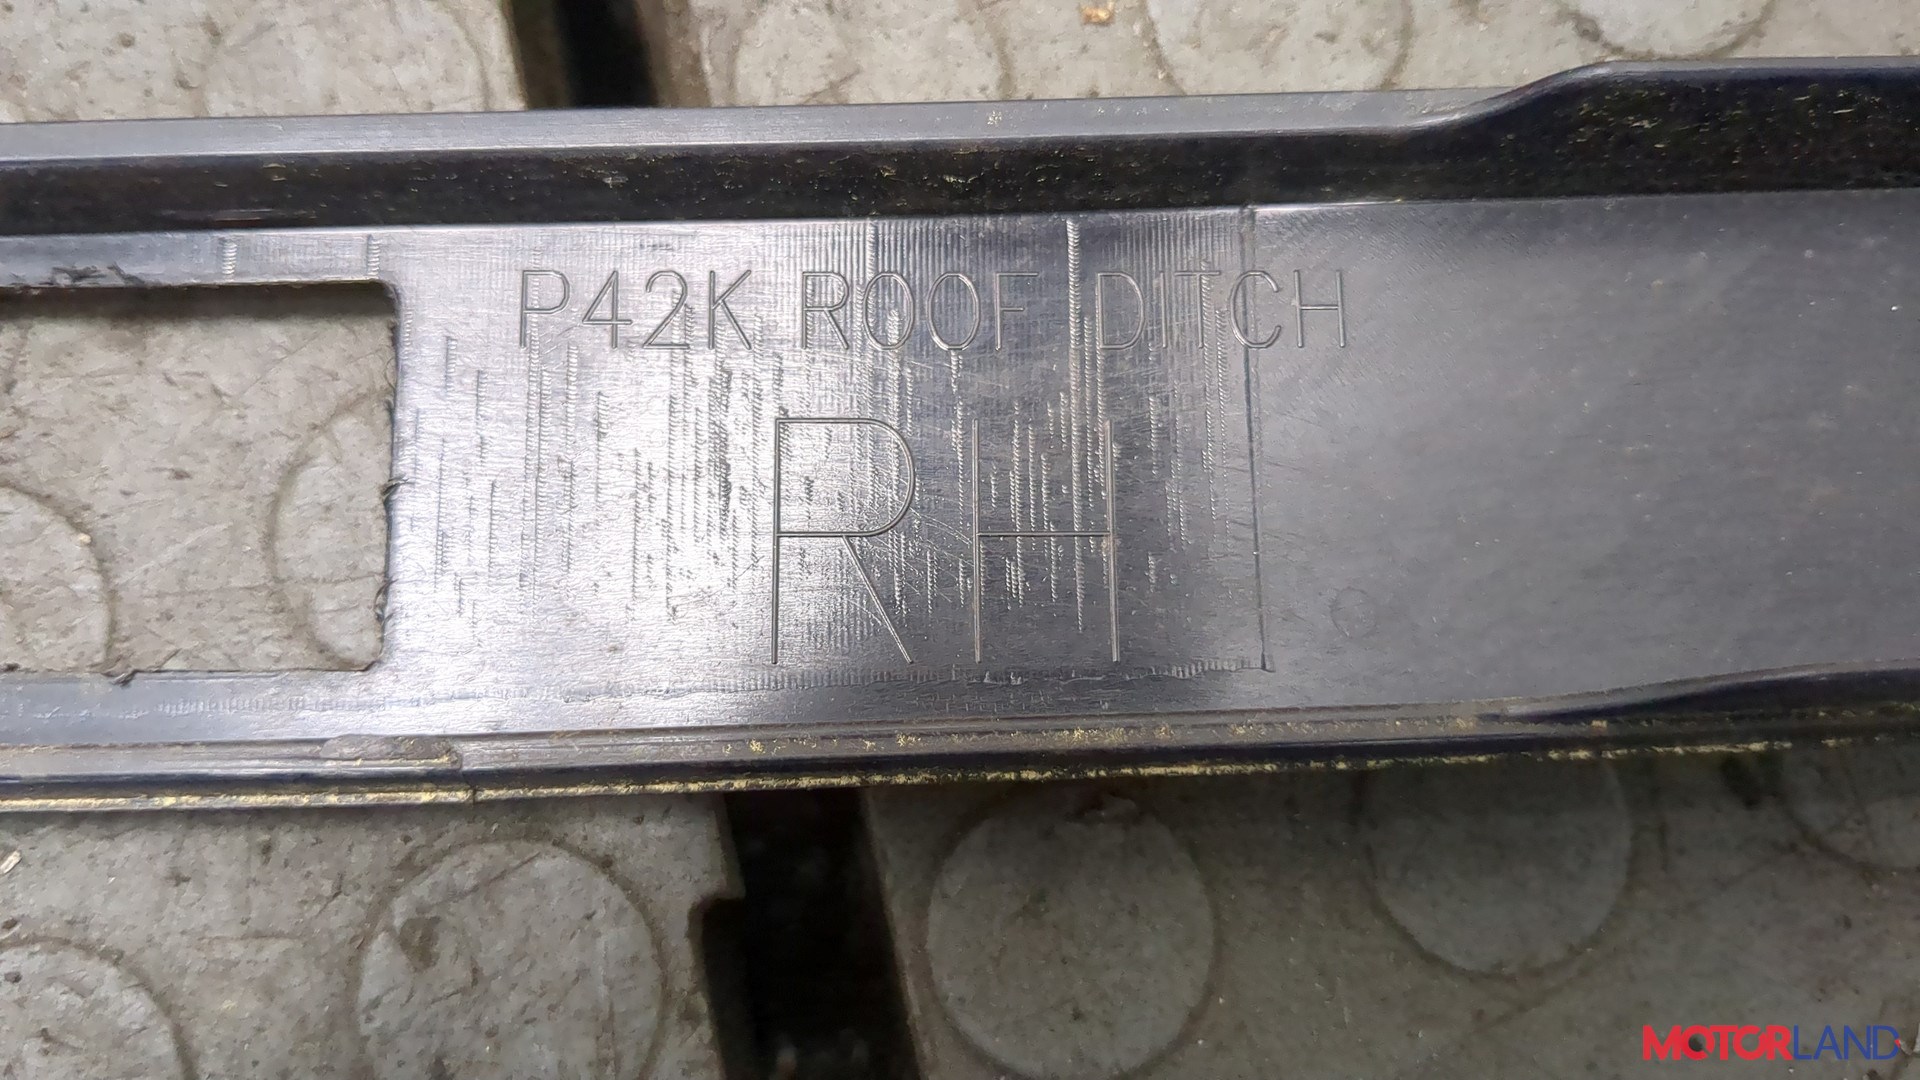 P42K ROOF DITCH
RH
MOTORLAND